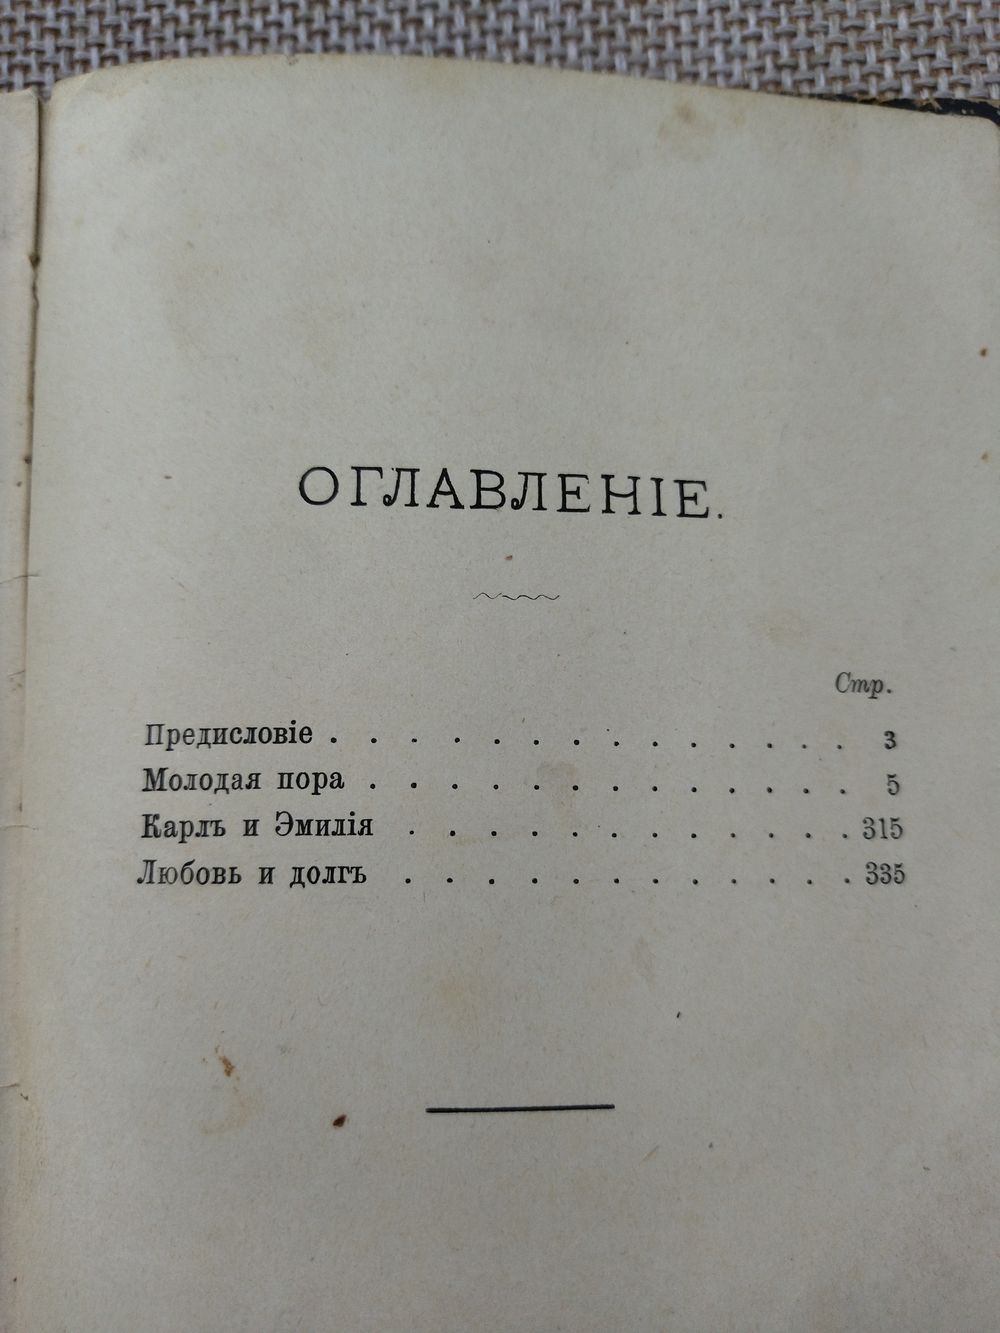 ОГЛАВЛЕНІЕ.
Стр.
Предисловіе . . . . . . . . . . . . . . 3
Молодая пора . . . . . . . . . . . . . 5
Карлъ и Эмилія . . . . . . . . . . . . 315
Любовь и долгъ . . . . . . . . . . . . 335